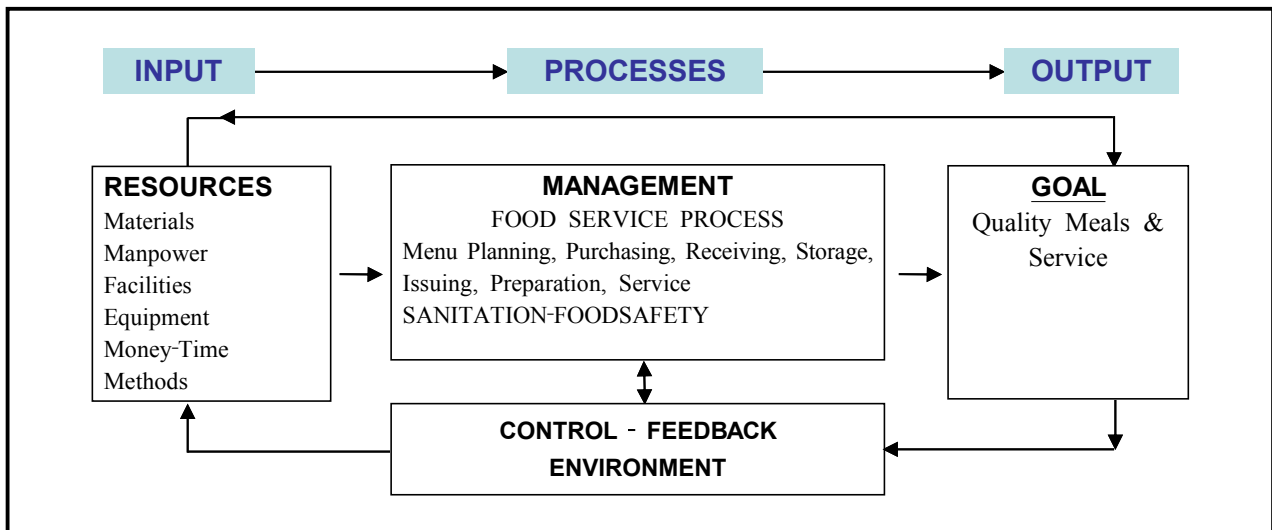 INPUT
PROCESSES
OUTPUT
RESOURCES
Materials
Manpower
Facilities
Equipment
Money-Time
Methods
MANAGEMENT
FOOD SERVICE PROCESS
Menu Planning, Purchasing, Receiving, Storage,
Issuing, Preparation, Service
SANITATION-FOODSAFETY
GOAL
Quality Meals &
Service
CONTROL - FEEDBACK
ENVIRONMENT